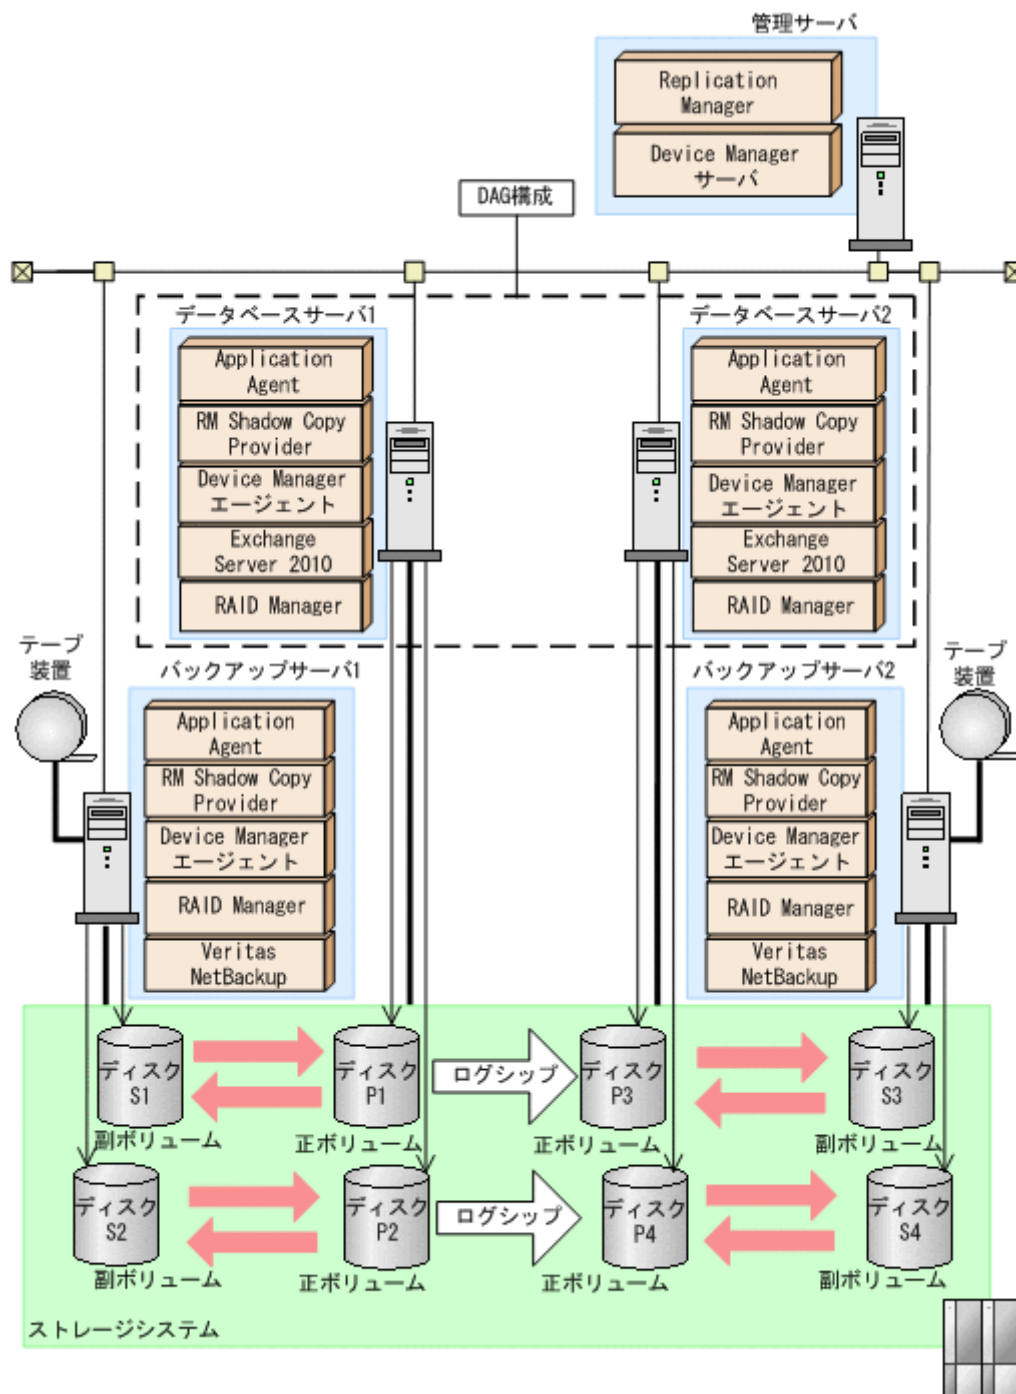 管理サーバ
Replication
Manager
Device Manager
サーバ
DAG構成
データベースサーバ1
Application
Agent
RM Shadow Copy
Provider
Device Manager
エージェント
Exchange
Server 2010
RAID Manager
データベースサーバ2
Application
Agent
RM Shadow Copy
Provider
Device Manager
エージェント
Exchange
Server 2010
RAID Manager
テープ
装置
バックアップサーバ1
Application
Agent
RM Shadow Copy
Provider
Device Manager
エージェント
RAID Manager
Veritas
NetBackup
バックアップサーバ2
Application
Agent
RM Shadow Copy
Provider
Device Manager
エージェント
RAID Manager
Veritas
NetBackup
テープ
装置
ディスク
S1
副ボリューム
ディスク
P1
正ボリューム
ログシップ
ディスク
P3
正ボリューム
ディスク
S3
副ボリューム
ディスク
S2
副ボリューム
ディスク
P2
正ボリューム
ログシップ
ディスク
P4
正ボリューム
ディスク
S4
副ボリューム
ストレージシステム